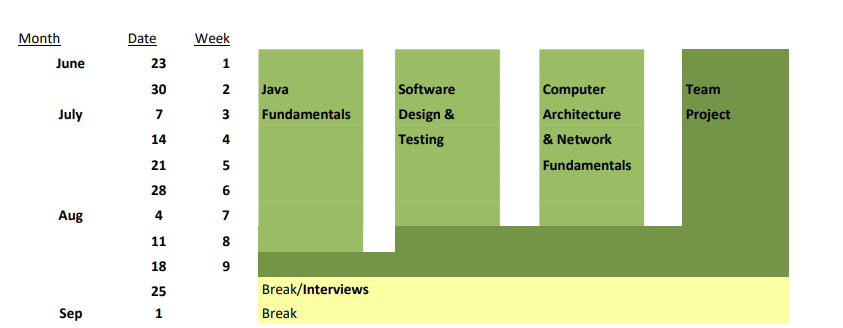 Month Date Week
June 23 1
30 2 Java Software Computer Team
July 7 3 Fundamentals Design & Architecture Project
14 4 Testing & Network
21 5 Fundamentals
28 6
Aug 4 7
11 8
18 9
25 Break/Interviews
Sep 1 Break